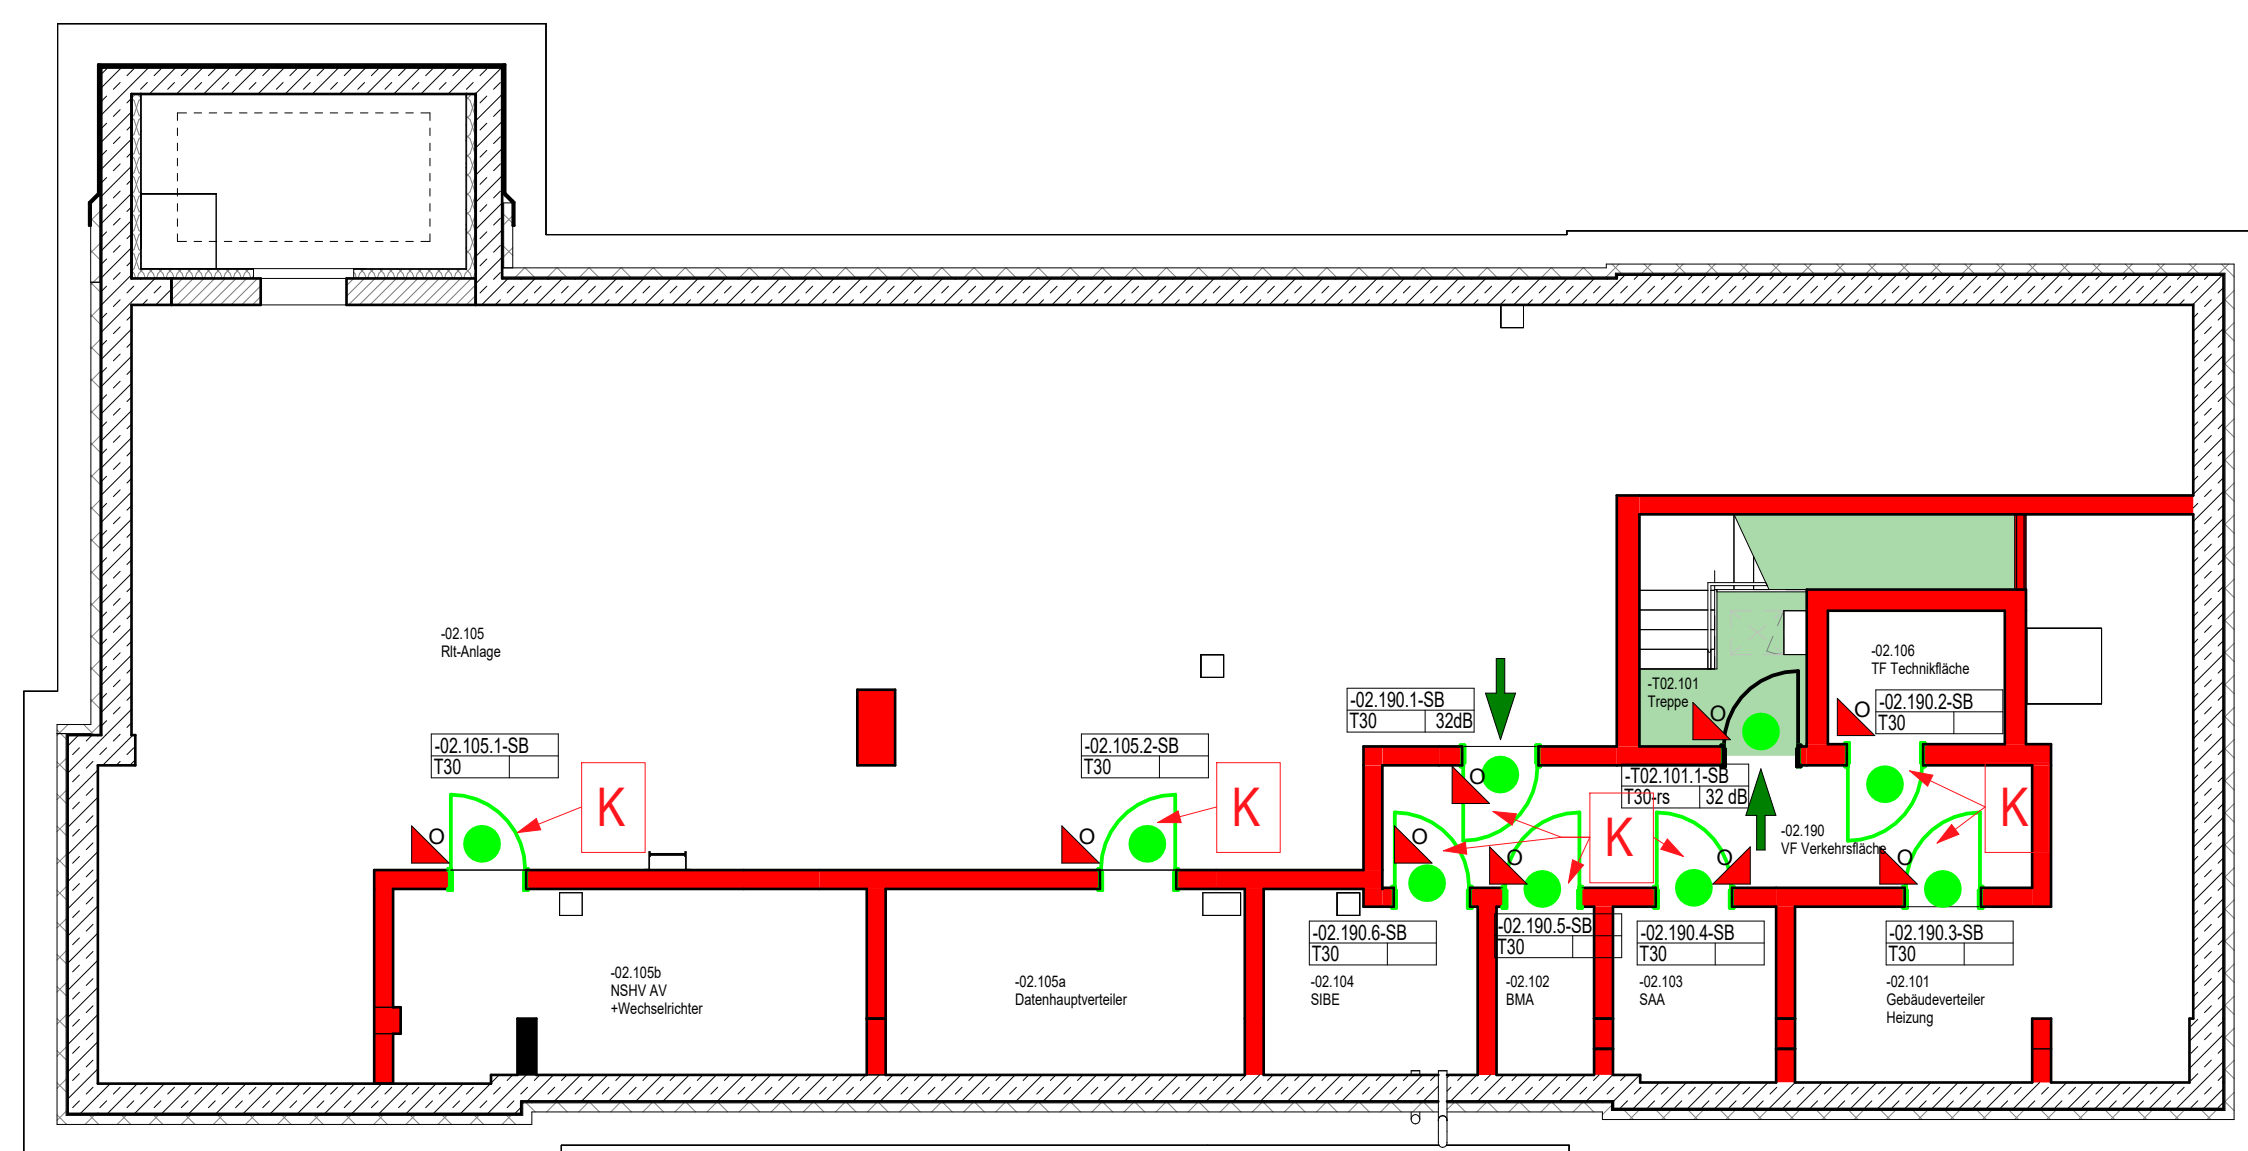 -02.105
Rlt-Anlage
-02.105.1-SB
T30
O
K
-02.105.2-SB
T30
O
K
-02.190.1-SB
T30 32dB
O
-T02.101
Treppe
O
-T02.101.1-SB
T30-rs 32 dB
-02.106
TF Technikfläche
O
-02.190.2-SB
T30
K
-02.190
VF Verkehrsfläche
O
O
K
O
O
-02.190.6-SB
T30
-02.190.5-SB
T30
-02.190.4-SB
T30
-02.190.3-SB
T30
-02.105b
NSHV AV
+Wechselrichter
-02.105a
Datenhauptverteiler
-02.104
SIBE
-02.102
BMA
-02.103
SAA
-02.101
Gebäudeverteiler
Heizung